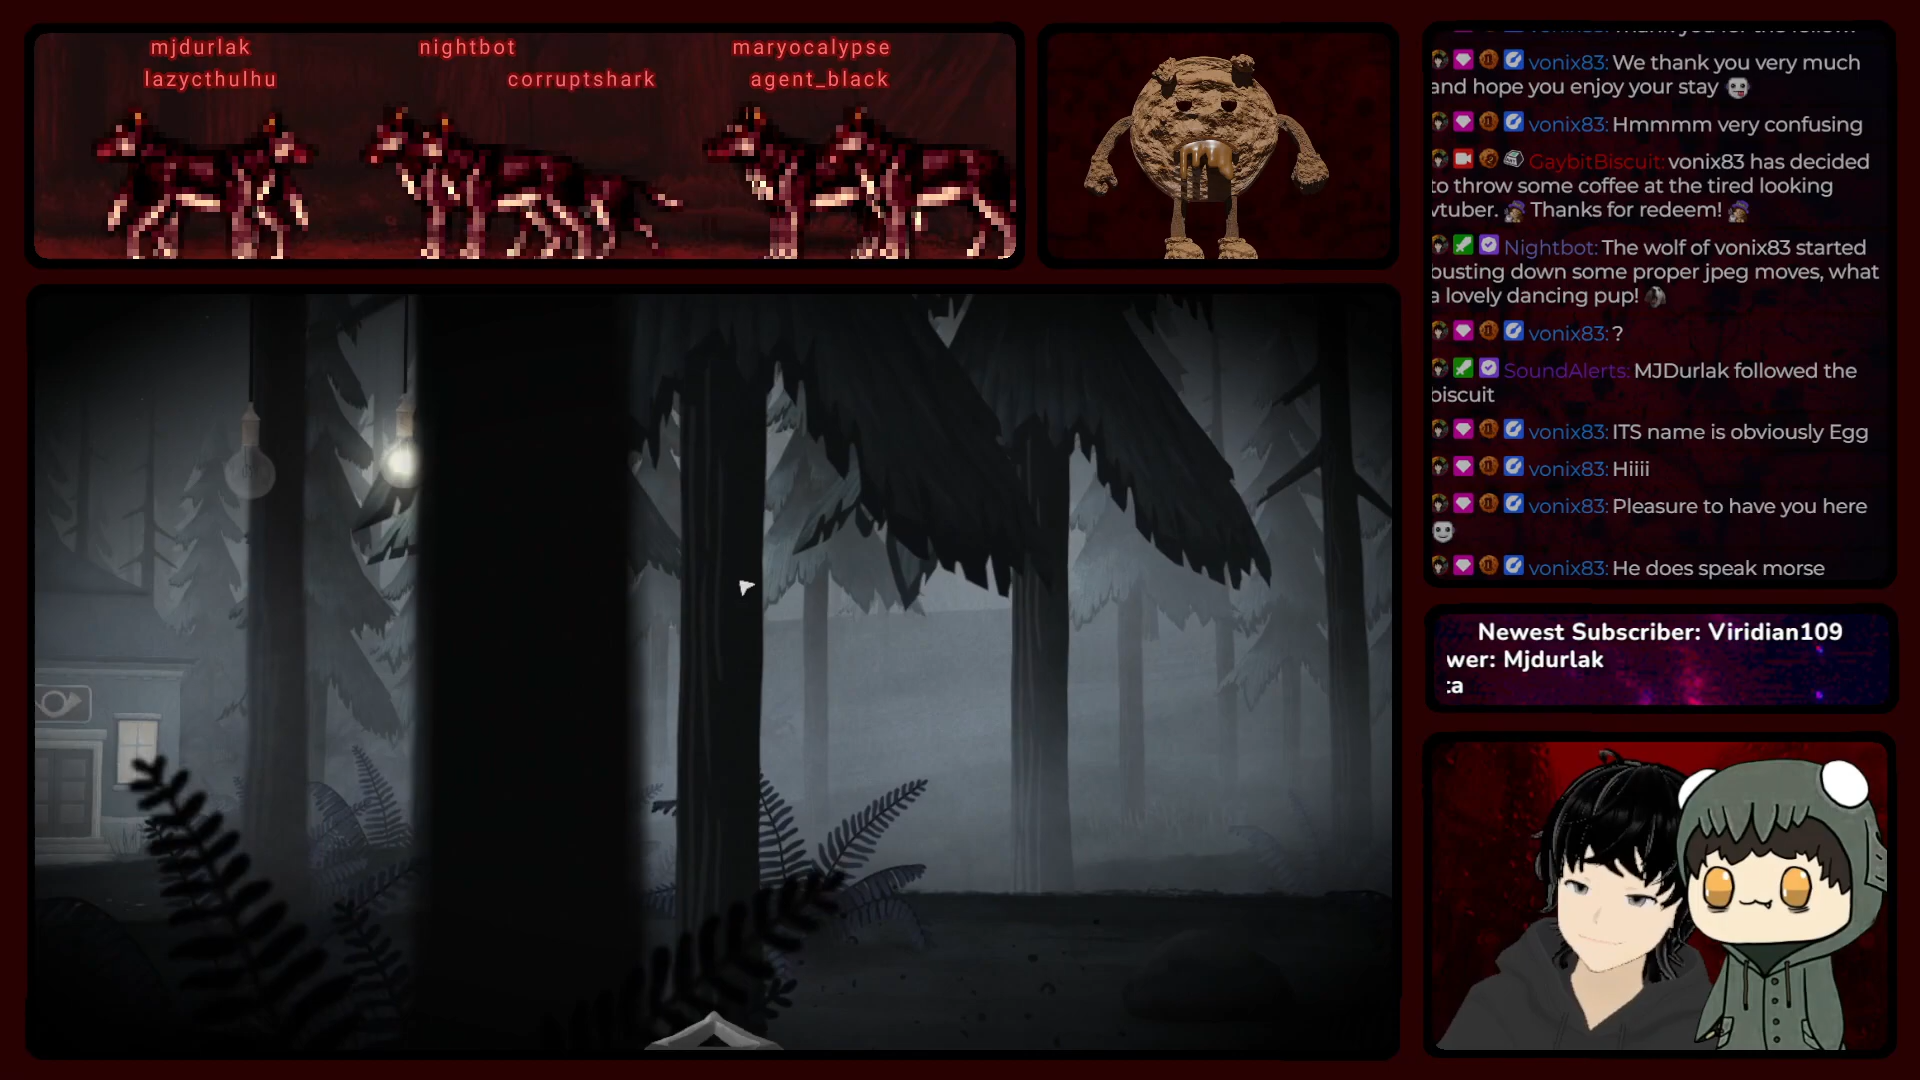 mjdurlak
nightbot
maryocalypse
lazycthulhu
corruptshark
agent_black
vonix83: We thank you very much
and hope you enjoy your stay
vonix83: Hmmmm very confusing
GaybitBiscuit: vonix83 has decided
to throw some coffee at the tired looking
vtuber. Thanks for redeem!
Nightbot: The wolf of vonix83 started
busting down some proper jpeg moves, what
a lovely dancing pup!
vonix83: ?
SoundAlerts: MJDurlak followed the
biscuit
vonix83: ITS name is obviously Egg
vonix83: Hiiii
vonix83: Pleasure to have you here
vonix83: He does speak morse
Newest Subscriber: Viridian109
wer: Mjdurlak
ta